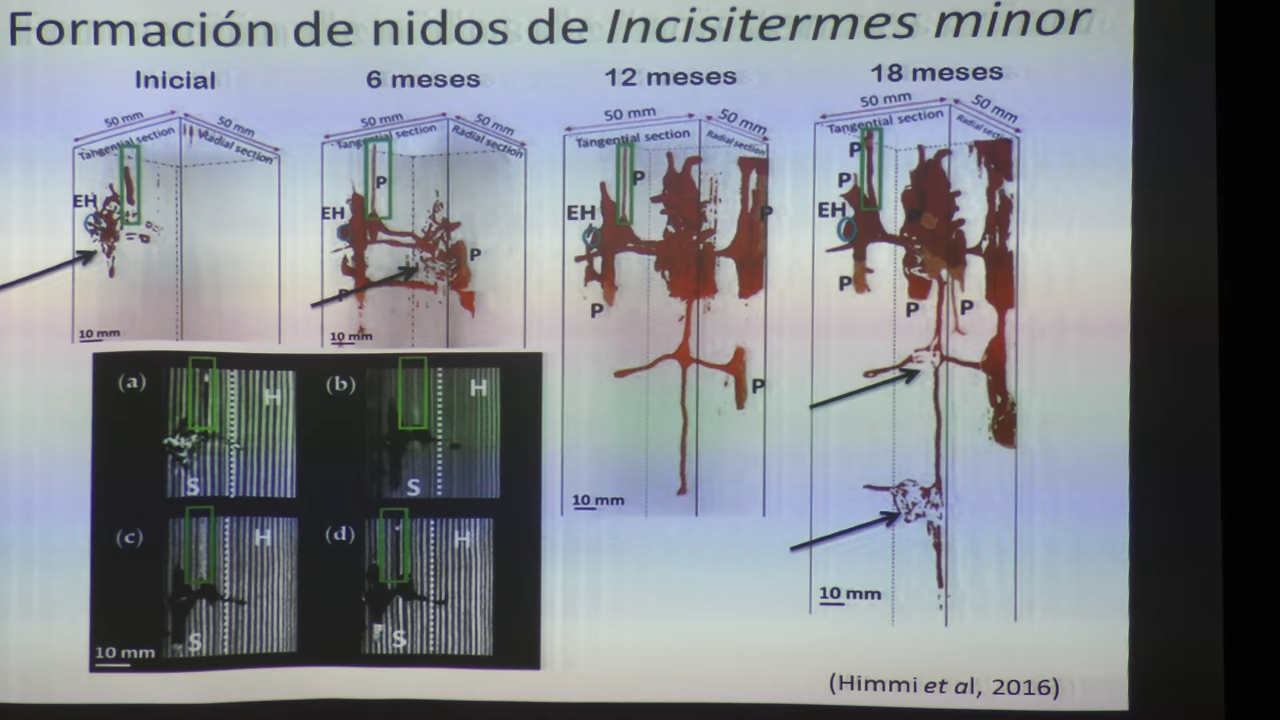 Formación de nidos de Incisitermes minor
Inicial
6 meses
12 meses
18 meses
50 mm
50 mm
Tangential section
Radial section
EH
10 mm
50 mm
50 mm
Tangential section
Radial section
P
EH
P
P
10 mm
50 mm
50 mm
Tangential section
Radial section
P
EH
P
P
P
10 mm
50 mm
50 mm
Tangential section
Radial
P
P
EH
P
P
P
P
10 mm
(a)
H
S
(b)
H
S
(c)
H
S
(d)
H
S
10 mm
(Himmi et al, 2016)